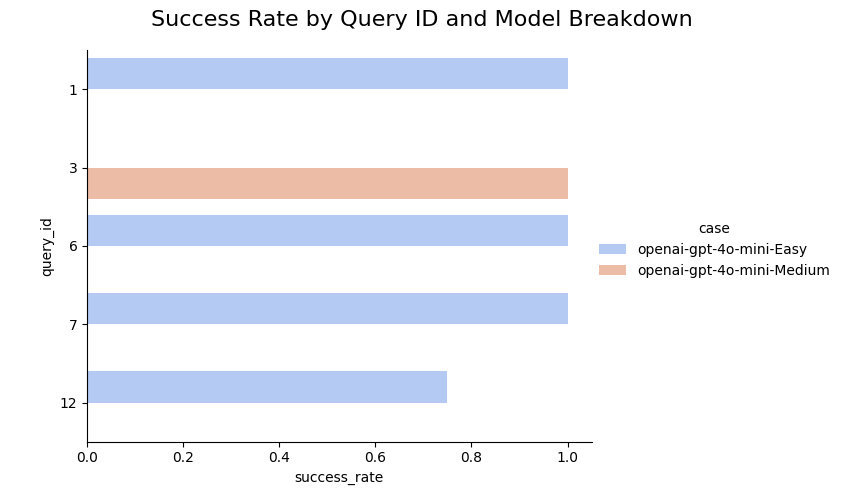 Success Rate by Query ID and Model Breakdown
1
3
6
7
12
query_id
0.0 0.2 0.4 0.6 0.8 1.0
success_rate
case
openai-gpt-4o-mini-Easy
openai-gpt-4o-mini-Medium